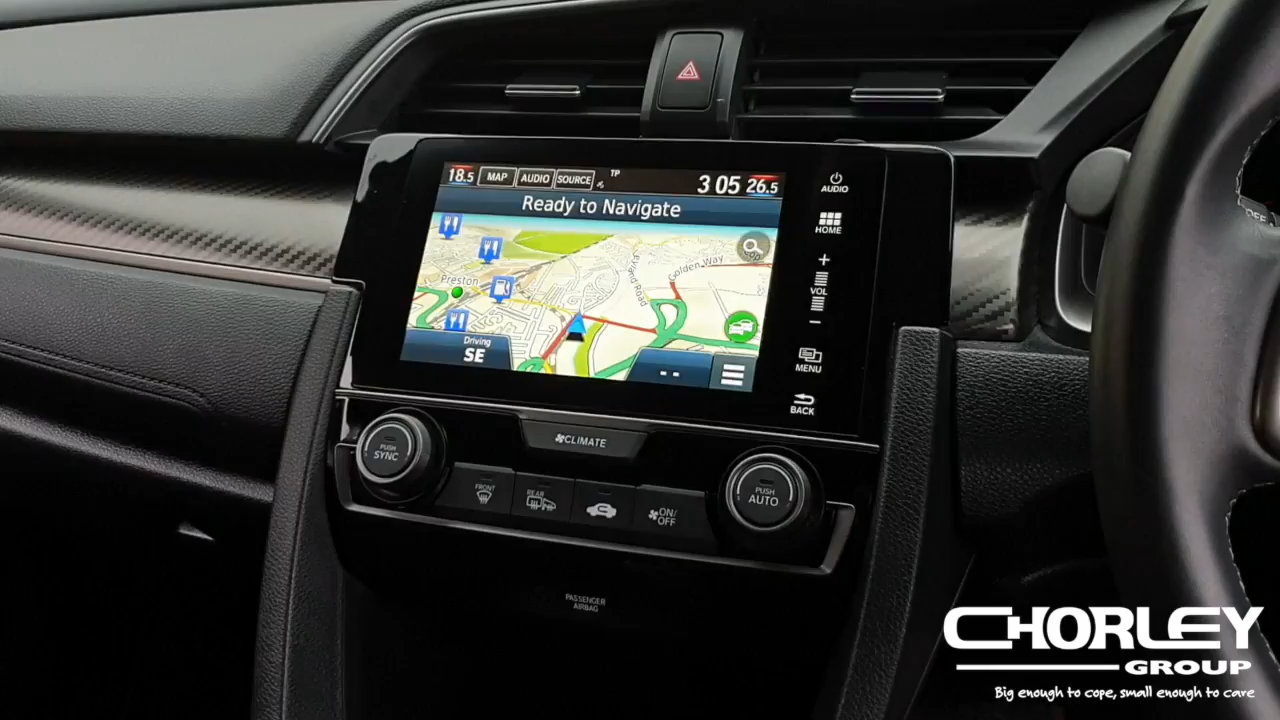 18.5 MAP AUDIO SOURCE TP 3 05 26.5
Ready to Navigate
Golden Way
Leyland Road
Preston
Driving
SE
- -
AUDIO
HOME
+
VOL
–
MENU
BACK
CLIMATE
PUSH
SYNC
FRONT
REAR
ON/
OFF
PUSH
AUTO
PASSENGER
AIRBAG
CHORLEY
GROUP
Big enough to cope, small enough to care